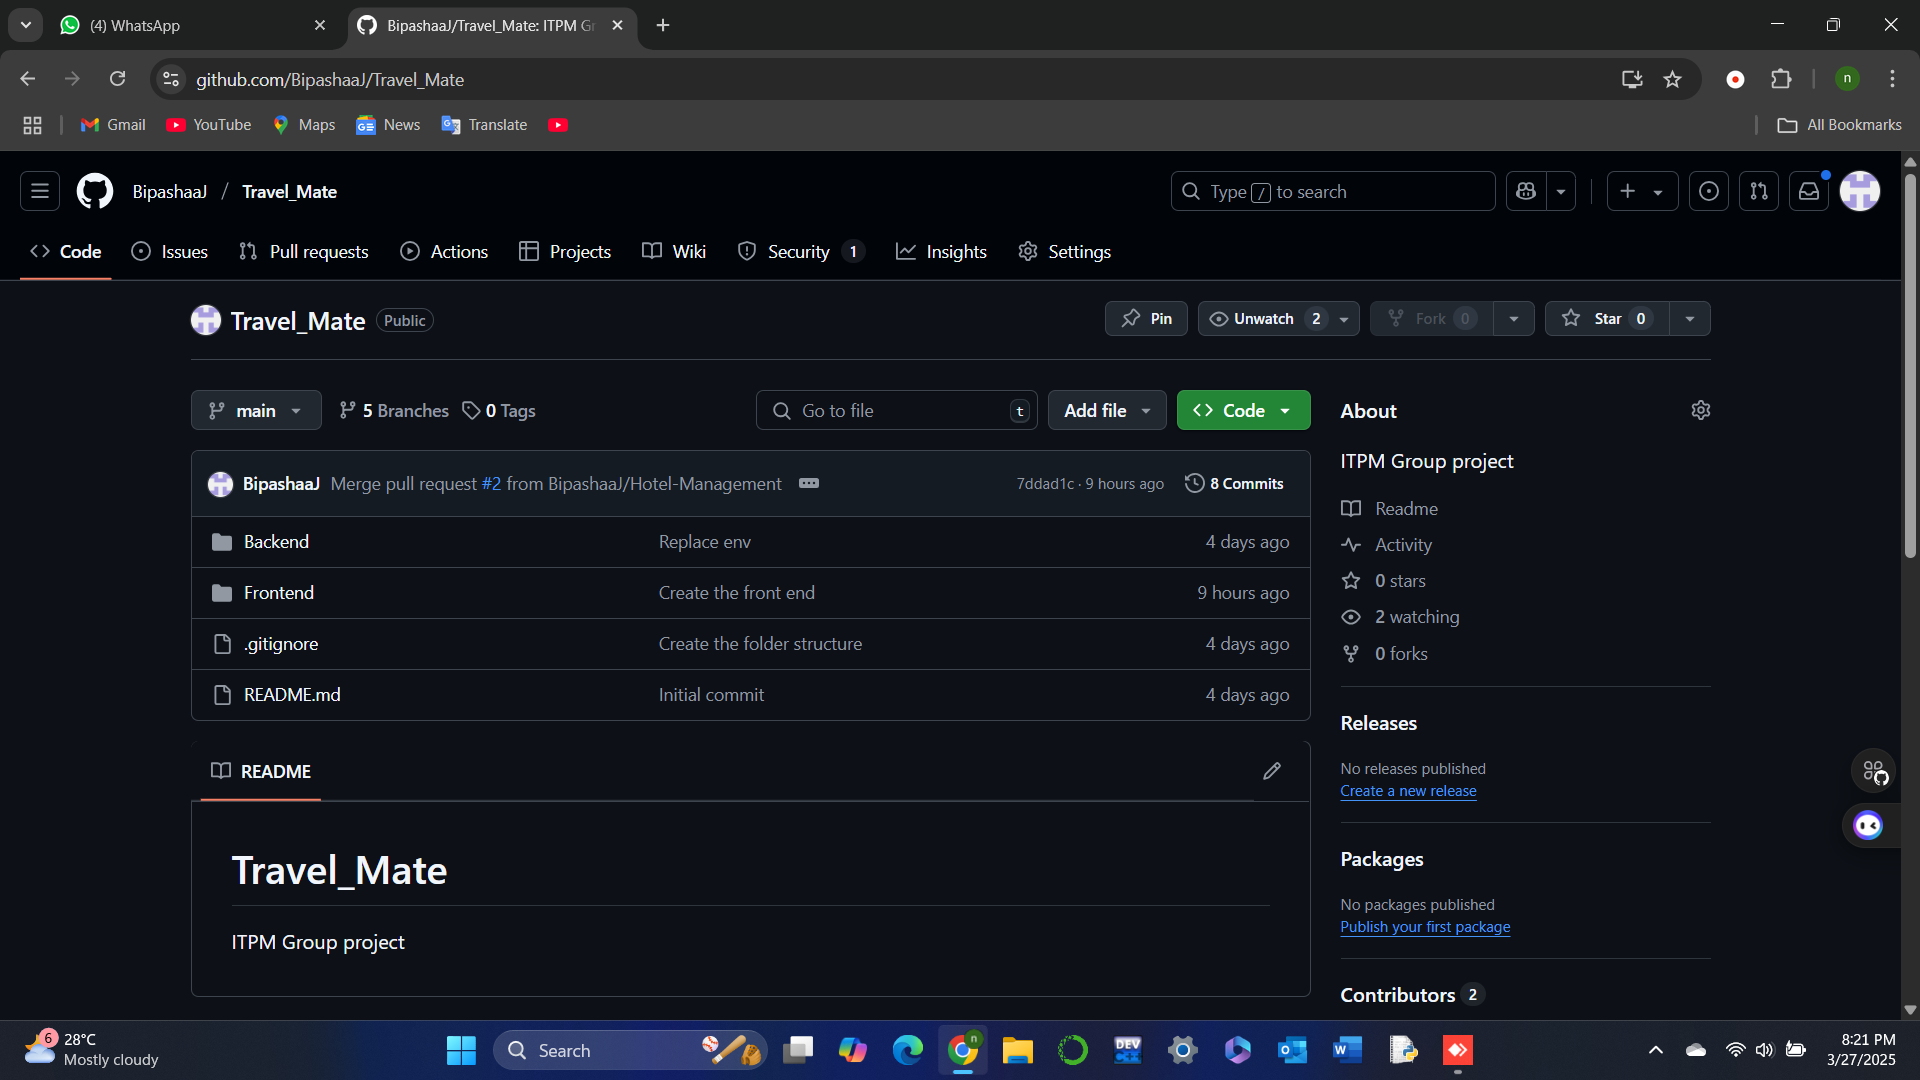 (4) WhatsApp
BipashaaJ/Travel_Mate: ITPM Gr
github.com/BipashaaJ/Travel_Mate
n
Gmail
YouTube
Maps
News
Translate
All Bookmarks
BipashaaJ / Travel_Mate
Type / to search
Code
Issues
Pull requests
Actions
Projects
Wiki
Security 1
Insights
Settings
Travel_Mate Public
Pin
Unwatch 2
Fork 0
Star 0
main
5 Branches
0 Tags
Go to file t
Add file
Code
BipashaaJ Merge pull request #2 from BipashaaJ/Hotel-Management
7ddad1c · 9 hours ago
8 Commits
Backend Replace env 4 days ago
Frontend Create the front end 9 hours ago
.gitignore Create the folder structure 4 days ago
README.md Initial commit 4 days ago
README
Travel_Mate
ITPM Group project
About
ITPM Group project
Readme
Activity
0 stars
2 watching
0 forks
Releases
No releases published
Create a new release
Packages
No packages published
Publish your first package
Contributors 2
6
28°C
Mostly cloudy
Search
n
DEV
C++
8:21 PM
3/27/2025